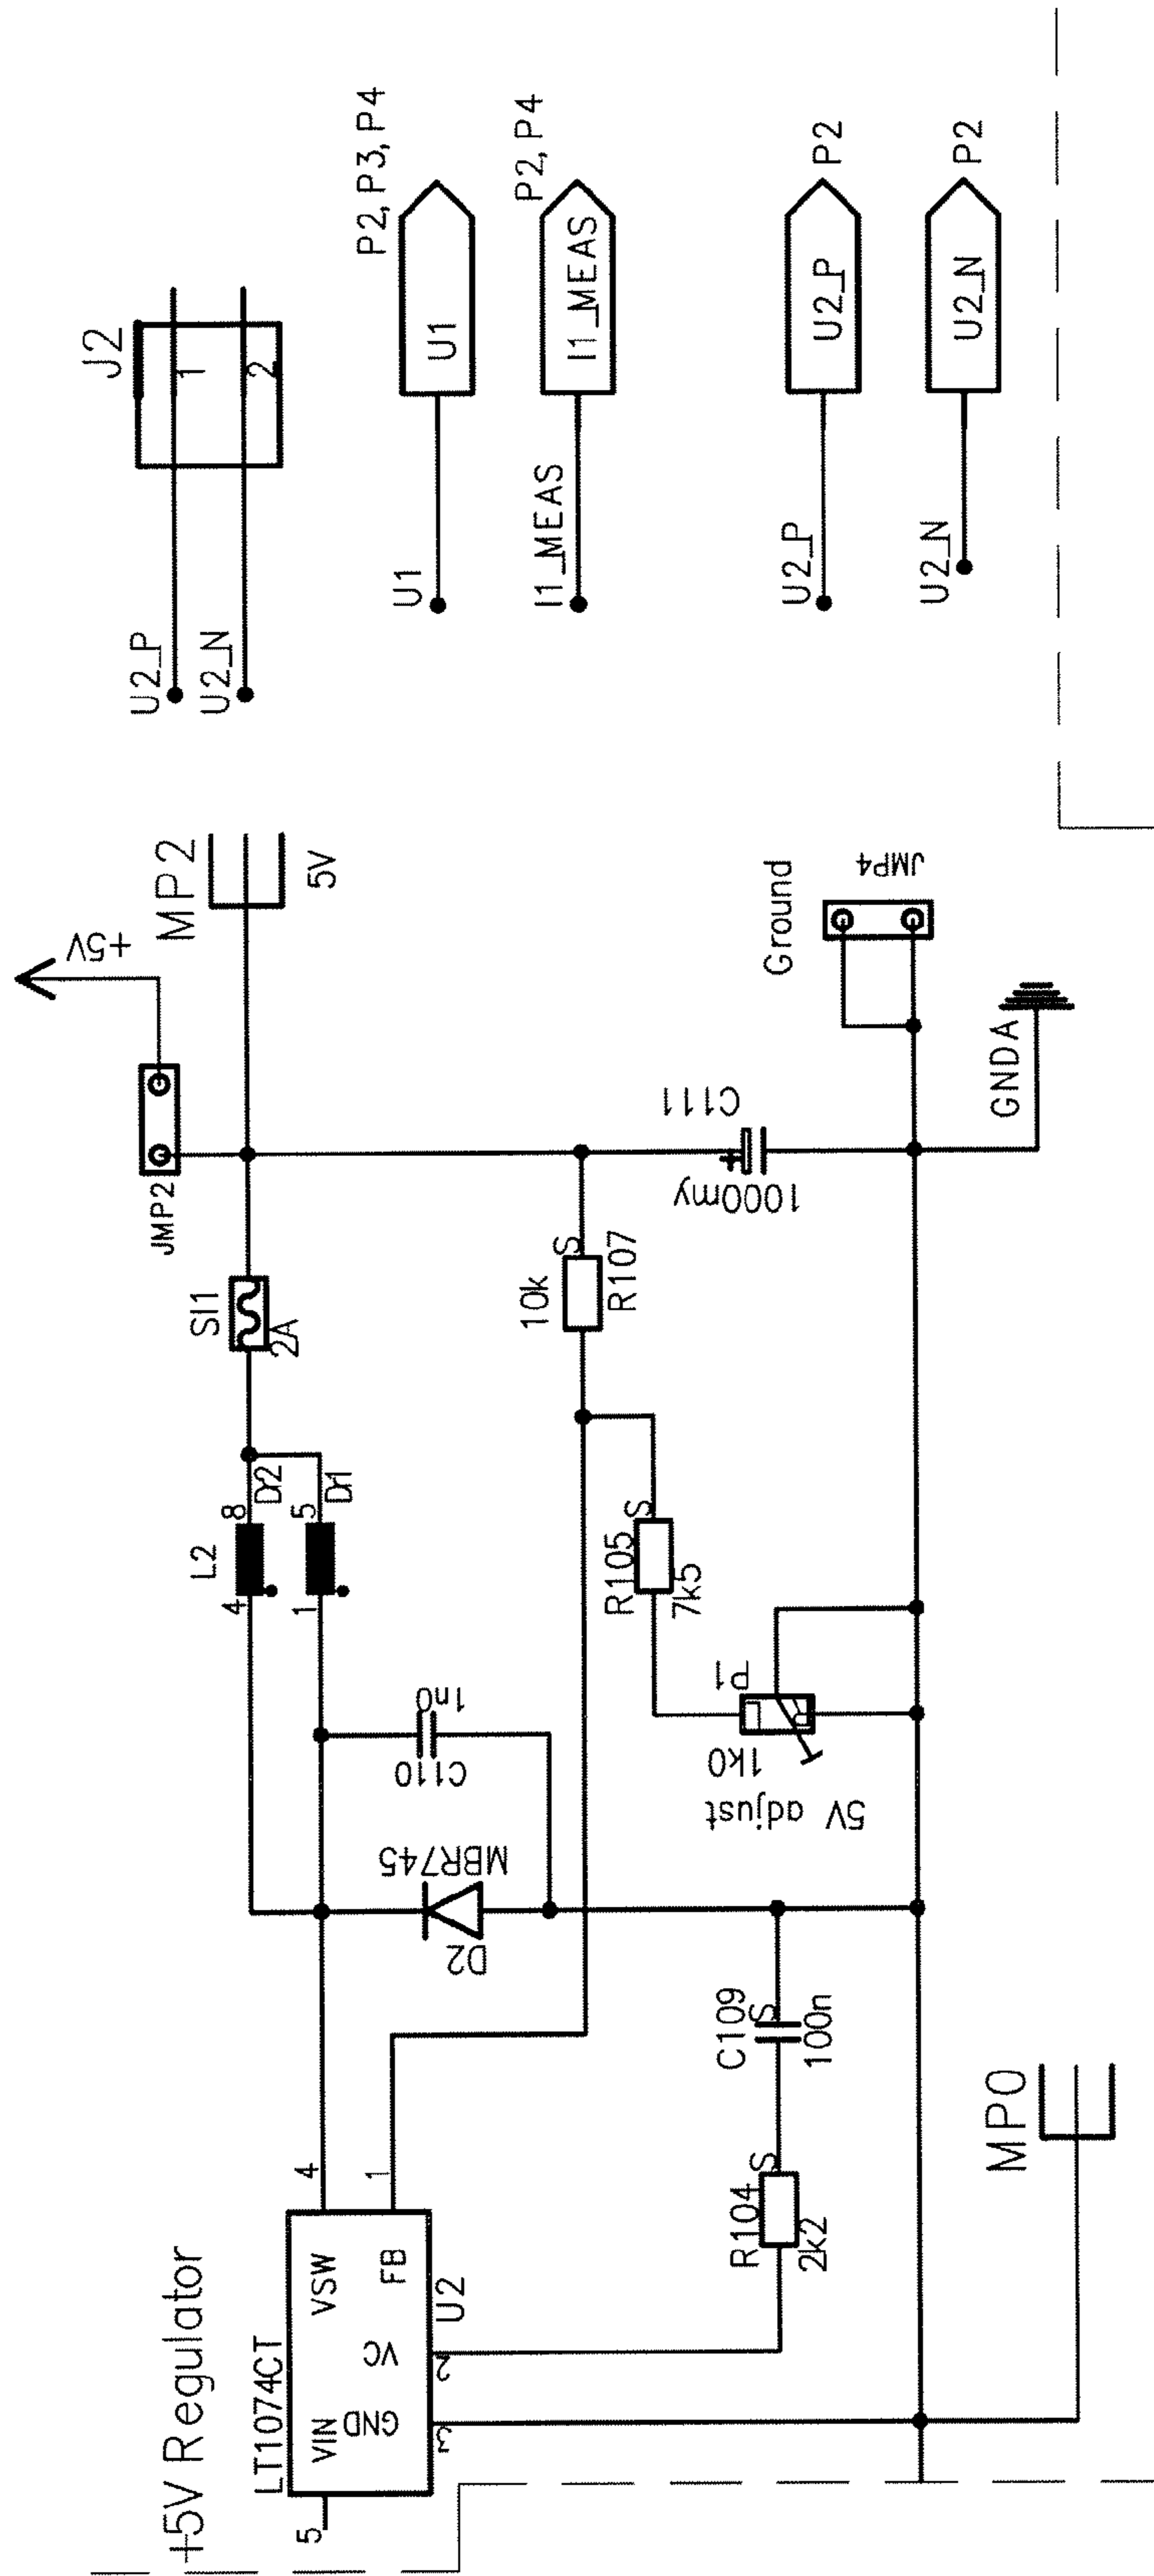 +5V Regulator
LT1074CT
VIN
VSW
GND
VC
FB
U2
5
4
1
2
3
R104
2k2
S
C109
100n
S
MP0
D2
MBR745
C110
1n0
L2
4
8
Dr2
1
5
Dr1
SI1
2A
JMP2
+5V
MP2
5V
5V adjust
1k0
P1
R105
7k5
S
10k
R107
S
1000my
C111
Ground
JMP4
GNDA
J2
1
2
U2_P
U2_N
U1
U1
P2, P3, P4
I1_MEAS
I1_MEAS
P2, P4
U2_P
U2_P
P2
U2_N
U2_N
P2